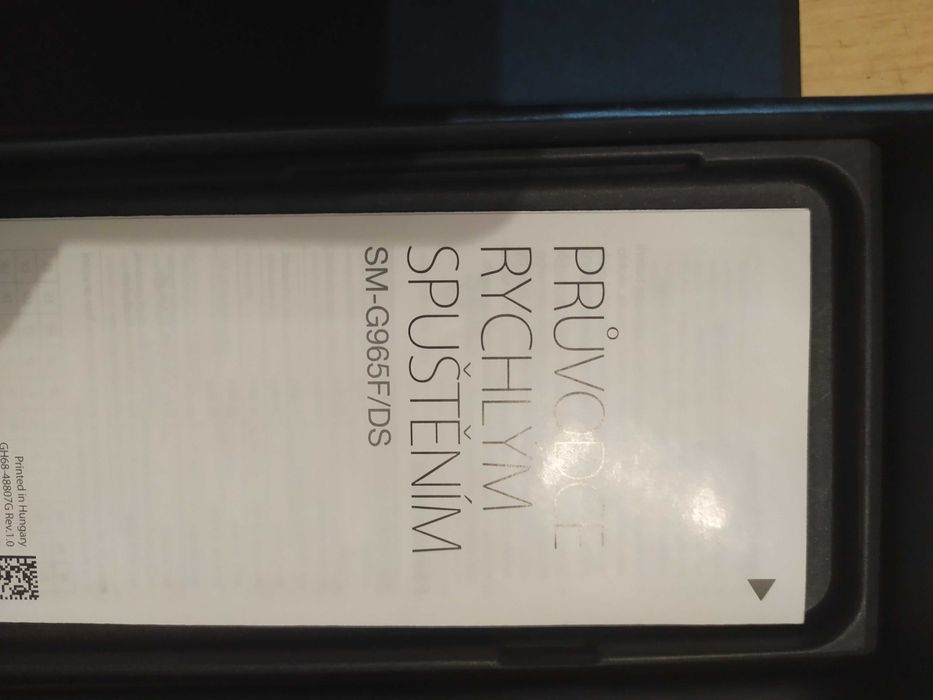 PRŮVODCE
RYCHLÝM
SPUŠTĚNÍM
SM-G965F/DS
Printed in Hungary
GH68-48807G Rev.1.0